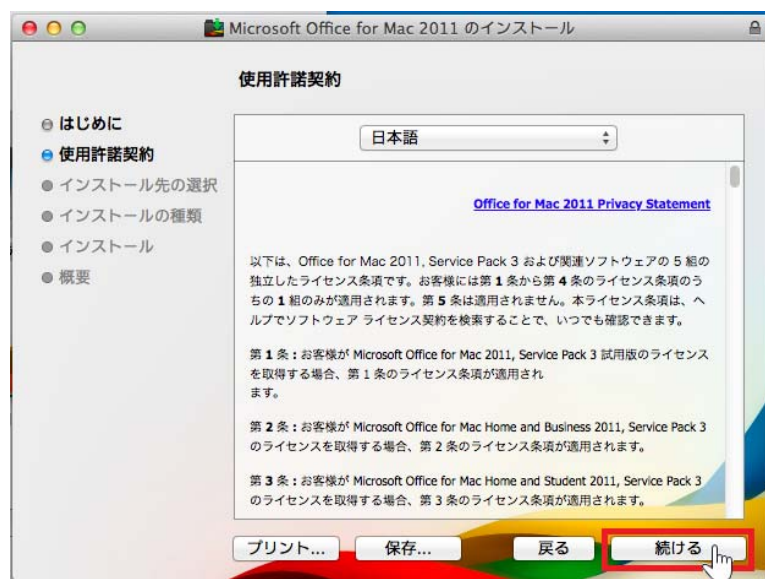 Microsoft Office for Mac 2011 のインストール
使用許諾契約
はじめに
使用許諾契約
インストール先の選択
インストールの種類
インストール
概要
日本語
Office for Mac 2011 Privacy Statement
以下は、Office for Mac 2011, Service Pack 3 および関連ソフトウェアの 5 組の
独立したライセンス条項です。お客様には第 1 条から第 4 条のライセンス条項のう
ちの 1 組のみが適用されます。第 5 条は適用されません。本ライセンス条項は、ヘ
ルプでソフトウェア ライセンス契約を検索することで、いつでも確認できます。
第 1 条 : お客様が Microsoft Office for Mac 2011, Service Pack 3 試用版のライセンス
を取得する場合、第 1 条のライセンス条項が適用され
ます。
第 2 条 : お客様が Microsoft Office for Mac Home and Business 2011, Service Pack 3
のライセンスを取得する場合、第 2 条のライセンス条項が適用されます。
第 3 条 : お客様が Microsoft Office for Mac Home and Student 2011, Service Pack 3
のライセンスを取得する場合、第 3 条のライセンス条項が適用されます。
プリント... 保存... 戻る 続ける